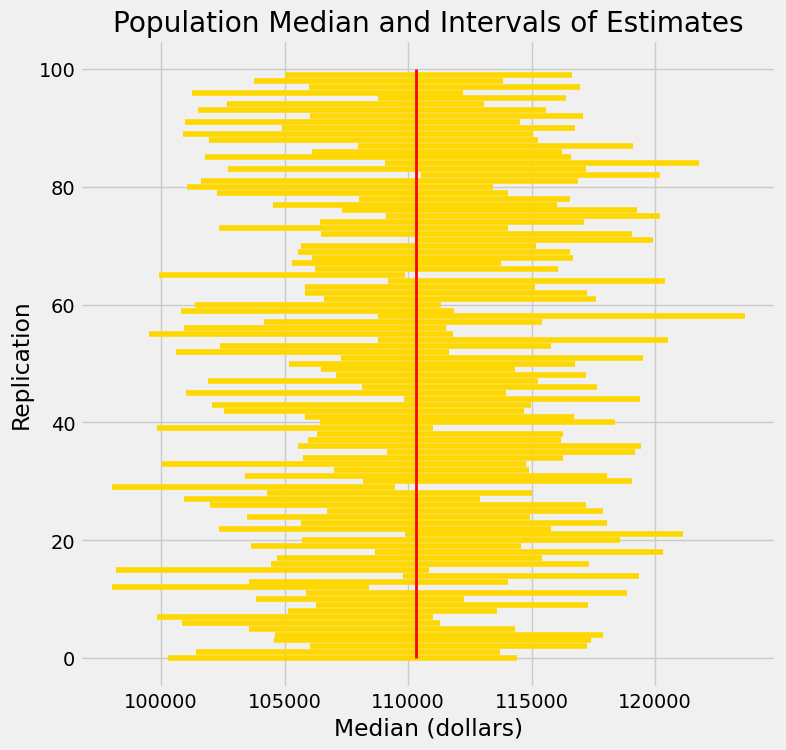 Population Median and Intervals of Estimates
100
80
60
40
20
0
Replication
100000 105000 110000 115000 120000
Median (dollars)